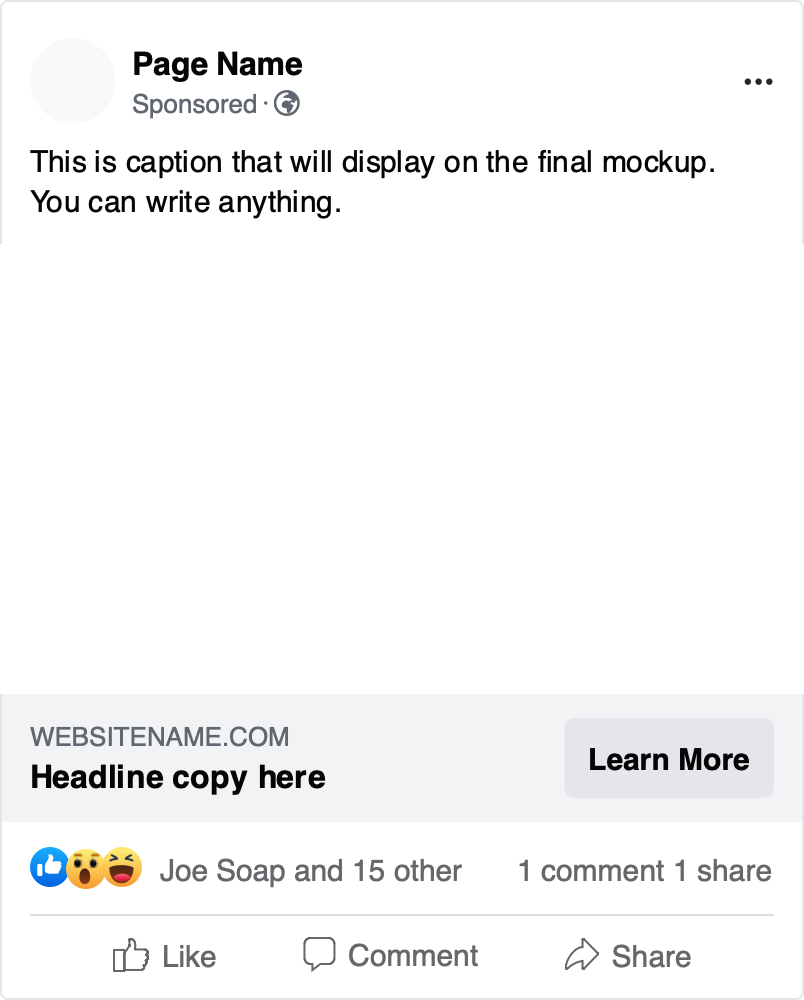 Page Name
Sponsored ·
This is caption that will display on the final mockup.
You can write anything.
WEBSITENAME.COM
Headline copy here
Learn More
Joe Soap and 15 other
1 comment 1 share
Like
Comment
Share